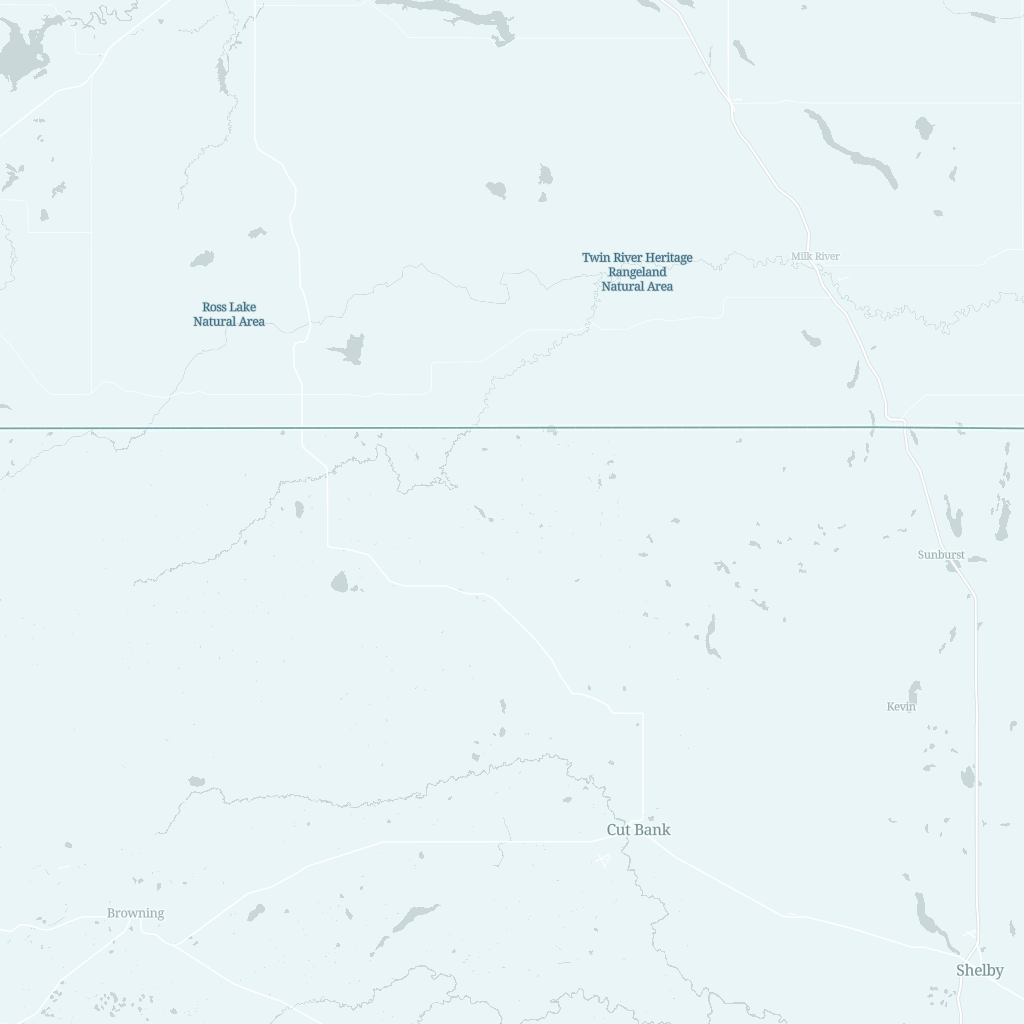 Twin River Heritage
Rangeland
Natural Area
Milk River
Ross Lake
Natural Area
Sunburst
Kevin
Cut Bank
Browning
Shelby